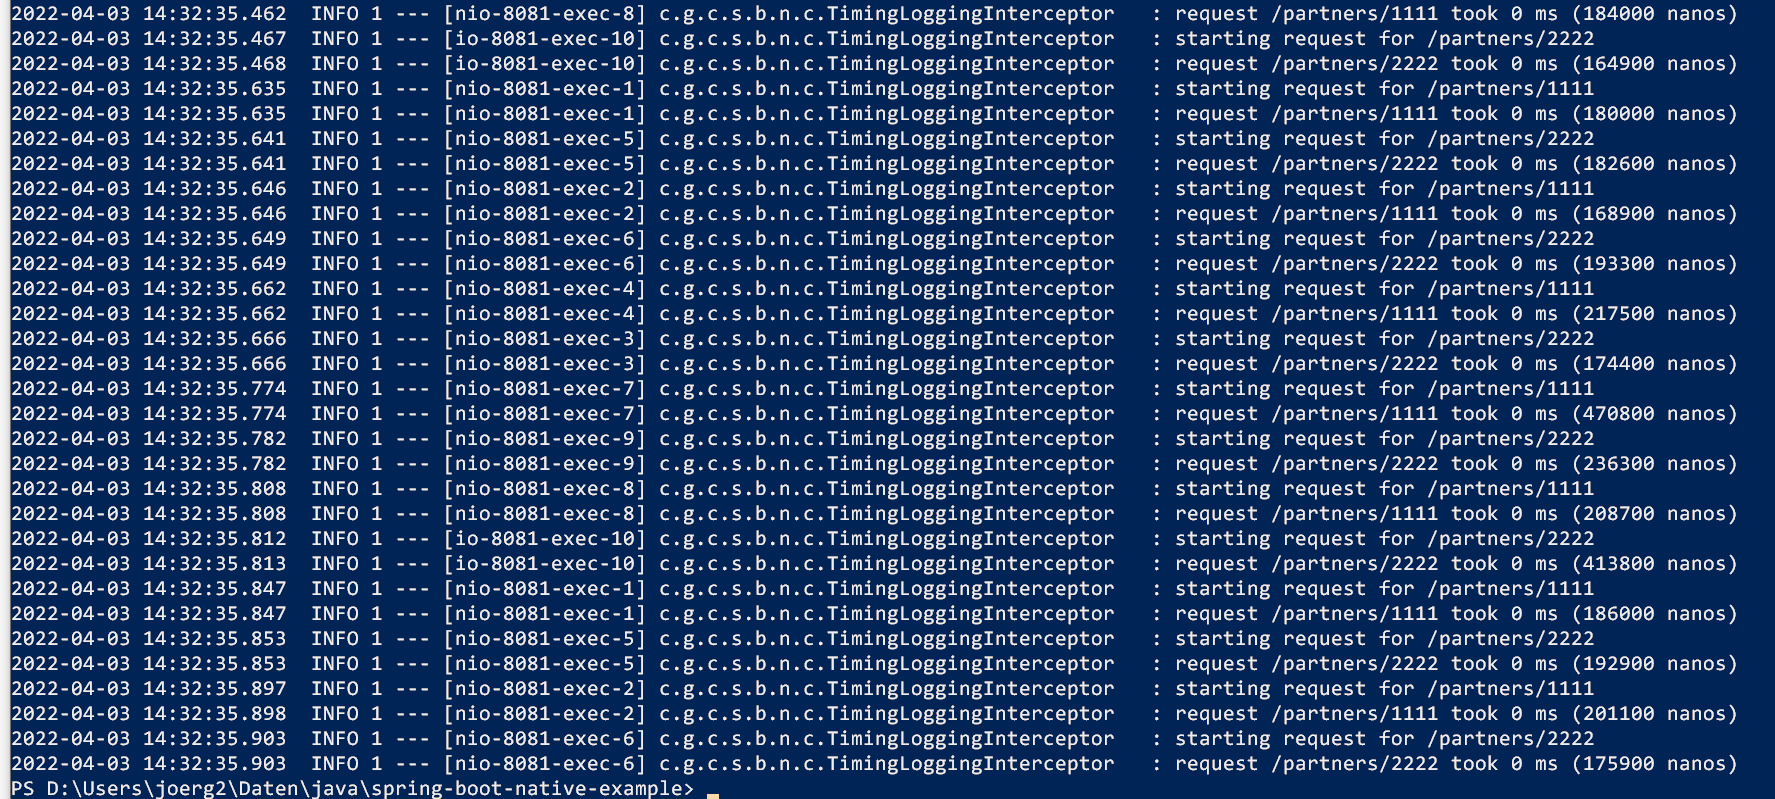 2022-04-03 14:32:35.462  INFO 1 --- [nio-8081-exec-8] c.g.c.s.b.n.c.TimingLoggingInterceptor   : request /partners/1111 took 0 ms (184000 nanos)
2022-04-03 14:32:35.467  INFO 1 --- [io-8081-exec-10] c.g.c.s.b.n.c.TimingLoggingInterceptor   : starting request for /partners/2222
2022-04-03 14:32:35.468  INFO 1 --- [io-8081-exec-10] c.g.c.s.b.n.c.TimingLoggingInterceptor   : request /partners/2222 took 0 ms (164900 nanos)
2022-04-03 14:32:35.635  INFO 1 --- [nio-8081-exec-1] c.g.c.s.b.n.c.TimingLoggingInterceptor   : starting request for /partners/1111
2022-04-03 14:32:35.635  INFO 1 --- [nio-8081-exec-1] c.g.c.s.b.n.c.TimingLoggingInterceptor   : request /partners/1111 took 0 ms (180000 nanos)
2022-04-03 14:32:35.641  INFO 1 --- [nio-8081-exec-5] c.g.c.s.b.n.c.TimingLoggingInterceptor   : starting request for /partners/2222
2022-04-03 14:32:35.641  INFO 1 --- [nio-8081-exec-5] c.g.c.s.b.n.c.TimingLoggingInterceptor   : request /partners/2222 took 0 ms (182600 nanos)
2022-04-03 14:32:35.646  INFO 1 --- [nio-8081-exec-2] c.g.c.s.b.n.c.TimingLoggingInterceptor   : starting request for /partners/1111
2022-04-03 14:32:35.646  INFO 1 --- [nio-8081-exec-2] c.g.c.s.b.n.c.TimingLoggingInterceptor   : request /partners/1111 took 0 ms (168900 nanos)
2022-04-03 14:32:35.649  INFO 1 --- [nio-8081-exec-6] c.g.c.s.b.n.c.TimingLoggingInterceptor   : starting request for /partners/2222
2022-04-03 14:32:35.649  INFO 1 --- [nio-8081-exec-6] c.g.c.s.b.n.c.TimingLoggingInterceptor   : request /partners/2222 took 0 ms (193300 nanos)
2022-04-03 14:32:35.662  INFO 1 --- [nio-8081-exec-4] c.g.c.s.b.n.c.TimingLoggingInterceptor   : starting request for /partners/1111
2022-04-03 14:32:35.662  INFO 1 --- [nio-8081-exec-4] c.g.c.s.b.n.c.TimingLoggingInterceptor   : request /partners/1111 took 0 ms (217500 nanos)
2022-04-03 14:32:35.666  INFO 1 --- [nio-8081-exec-3] c.g.c.s.b.n.c.TimingLoggingInterceptor   : starting request for /partners/2222
2022-04-03 14:32:35.666  INFO 1 --- [nio-8081-exec-3] c.g.c.s.b.n.c.TimingLoggingInterceptor   : request /partners/2222 took 0 ms (174400 nanos)
2022-04-03 14:32:35.774  INFO 1 --- [nio-8081-exec-7] c.g.c.s.b.n.c.TimingLoggingInterceptor   : starting request for /partners/1111
2022-04-03 14:32:35.774  INFO 1 --- [nio-8081-exec-7] c.g.c.s.b.n.c.TimingLoggingInterceptor   : request /partners/1111 took 0 ms (470800 nanos)
2022-04-03 14:32:35.782  INFO 1 --- [nio-8081-exec-9] c.g.c.s.b.n.c.TimingLoggingInterceptor   : starting request for /partners/2222
2022-04-03 14:32:35.782  INFO 1 --- [nio-8081-exec-9] c.g.c.s.b.n.c.TimingLoggingInterceptor   : request /partners/2222 took 0 ms (236300 nanos)
2022-04-03 14:32:35.808  INFO 1 --- [nio-8081-exec-8] c.g.c.s.b.n.c.TimingLoggingInterceptor   : starting request for /partners/1111
2022-04-03 14:32:35.808  INFO 1 --- [nio-8081-exec-8] c.g.c.s.b.n.c.TimingLoggingInterceptor   : request /partners/1111 took 0 ms (208700 nanos)
2022-04-03 14:32:35.812  INFO 1 --- [io-8081-exec-10] c.g.c.s.b.n.c.TimingLoggingInterceptor   : starting request for /partners/2222
2022-04-03 14:32:35.813  INFO 1 --- [io-8081-exec-10] c.g.c.s.b.n.c.TimingLoggingInterceptor   : request /partners/2222 took 0 ms (413800 nanos)
2022-04-03 14:32:35.847  INFO 1 --- [nio-8081-exec-1] c.g.c.s.b.n.c.TimingLoggingInterceptor   : starting request for /partners/1111
2022-04-03 14:32:35.847  INFO 1 --- [nio-8081-exec-1] c.g.c.s.b.n.c.TimingLoggingInterceptor   : request /partners/1111 took 0 ms (186000 nanos)
2022-04-03 14:32:35.853  INFO 1 --- [nio-8081-exec-5] c.g.c.s.b.n.c.TimingLoggingInterceptor   : starting request for /partners/2222
2022-04-03 14:32:35.853  INFO 1 --- [nio-8081-exec-5] c.g.c.s.b.n.c.TimingLoggingInterceptor   : request /partners/2222 took 0 ms (192900 nanos)
2022-04-03 14:32:35.897  INFO 1 --- [nio-8081-exec-2] c.g.c.s.b.n.c.TimingLoggingInterceptor   : starting request for /partners/1111
2022-04-03 14:32:35.898  INFO 1 --- [nio-8081-exec-2] c.g.c.s.b.n.c.TimingLoggingInterceptor   : request /partners/1111 took 0 ms (201100 nanos)
2022-04-03 14:32:35.903  INFO 1 --- [nio-8081-exec-6] c.g.c.s.b.n.c.TimingLoggingInterceptor   : starting request for /partners/2222
2022-04-03 14:32:35.903  INFO 1 --- [nio-8081-exec-6] c.g.c.s.b.n.c.TimingLoggingInterceptor   : request /partners/2222 took 0 ms (175900 nanos)
PS D:\Users\joerg2\Daten\java\spring-boot-native-example>